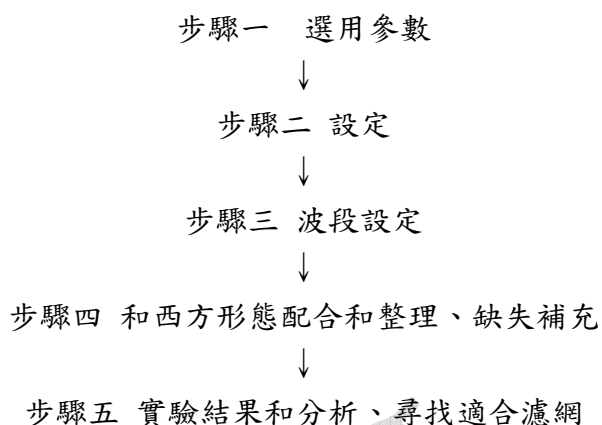 步驟一　選用參數
↓
步驟二 設定
↓
步驟三 波段設定
↓
步驟四 和西方形態配合和整理、缺失補充
↓
步驟五 實驗結果和分析、尋找適合濾網